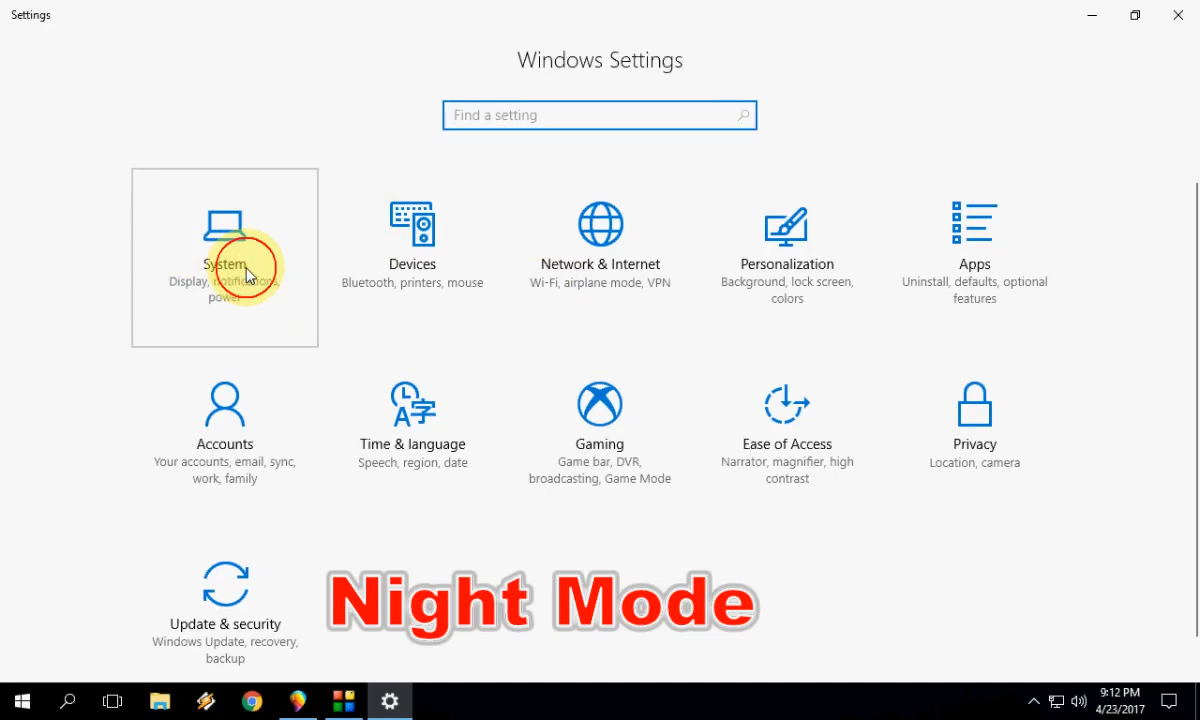 Settings
Windows Settings
Find a setting
System
Display, notifications,
power
Devices
Bluetooth, printers, mouse
Network & Internet
Wi-Fi, airplane mode, VPN
Personalization
Background, lock screen,
colors
Apps
Uninstall, defaults, optional
features
Accounts
Your accounts, email, sync,
work, family
Time & language
Speech, region, date
Gaming
Game bar, DVR,
broadcasting, Game Mode
Ease of Access
Narrator, magnifier, high
contrast
Privacy
Location, camera
Update & security
Windows Update, recovery,
backup
Night Mode
9:12 PM
4/23/2017